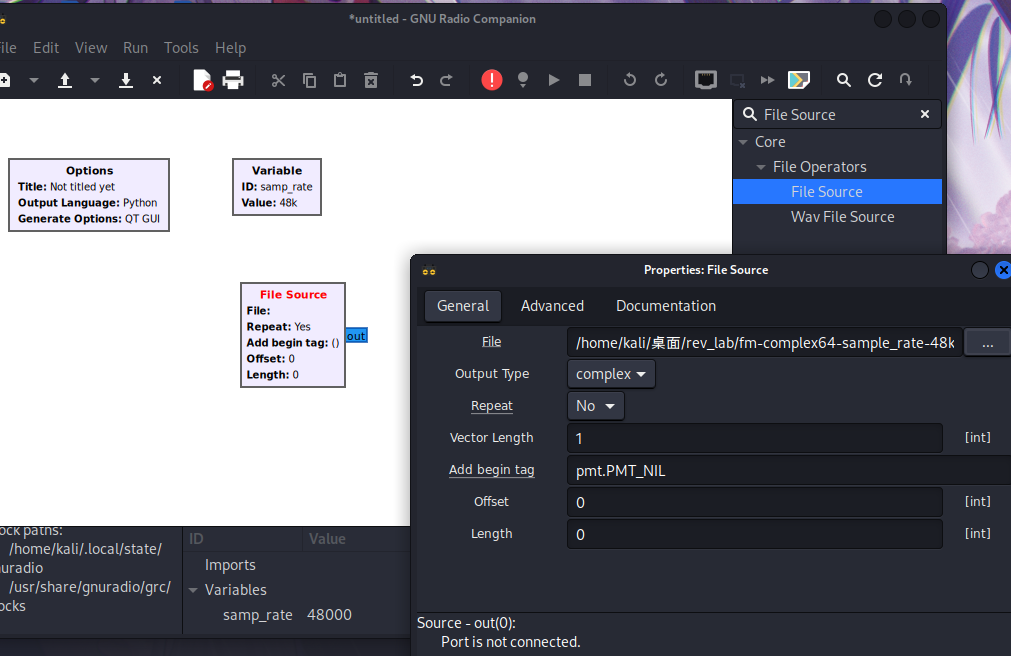 *untitled - GNU Radio Companion
File Edit View Run Tools Help
Options
Title: Not titled yet
Output Language: Python
Generate Options: QT GUI
Variable
ID: samp_rate
Value: 48k
File Source
File:
Repeat: Yes
Add begin tag: ()
Offset: 0
Length: 0
out
File Source
Core
File Operators
File Source
Wav File Source
Properties: File Source
General Advanced Documentation
File /home/kali/桌面/rev_lab/fm-complex64-sample_rate-48k ...
Output Type complex
Repeat No
Vector Length 1 [int]
Add begin tag pmt.PMT_NIL
Offset 0 [int]
Length 0 [int]
Source - out(0):
Port is not connected.
ock paths:
/home/kali/.local/state/
nuradio
/usr/share/gnuradio/grc/
ocks
ID Value
Imports
Variables
samp_rate 48000